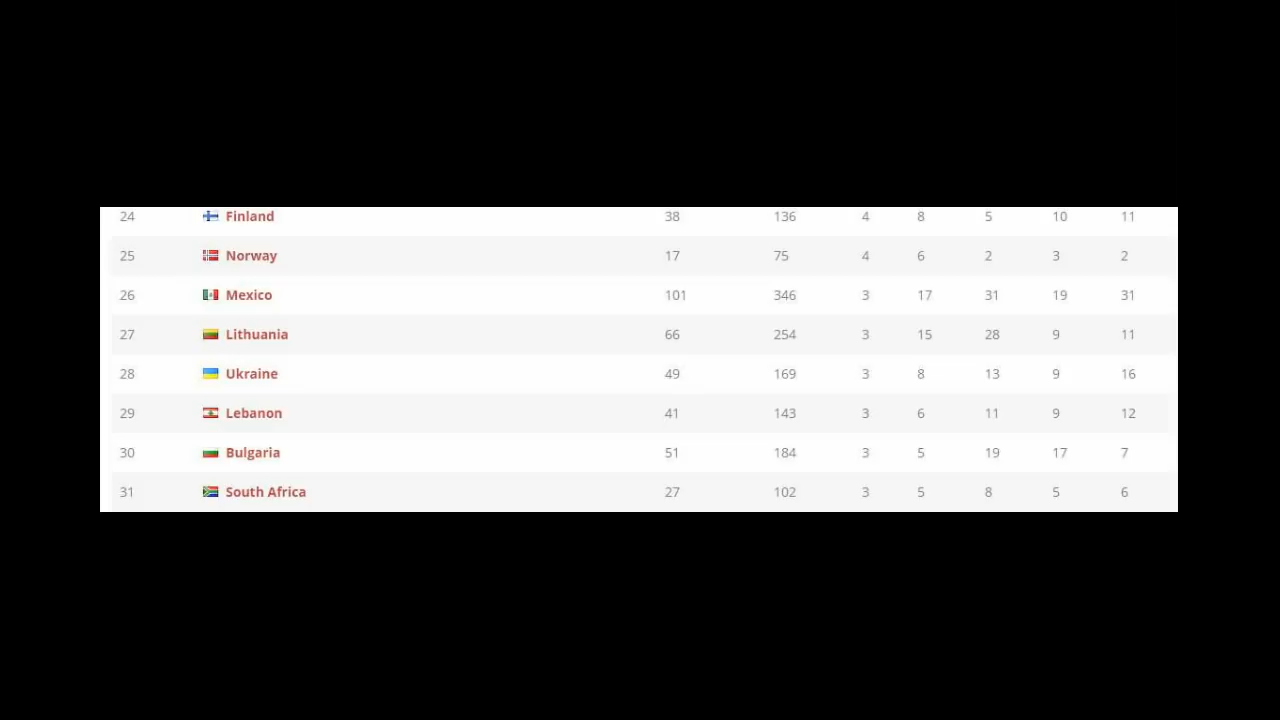 24 Finland 38 136 4 8 5 10 11
25 Norway 17 75 4 6 2 3 2
26 Mexico 101 346 3 17 31 19 31
27 Lithuania 66 254 3 15 28 9 11
28 Ukraine 49 169 3 8 13 9 16
29 Lebanon 41 143 3 6 11 9 12
30 Bulgaria 51 184 3 5 19 17 7
31 South Africa 27 102 3 5 8 5 6